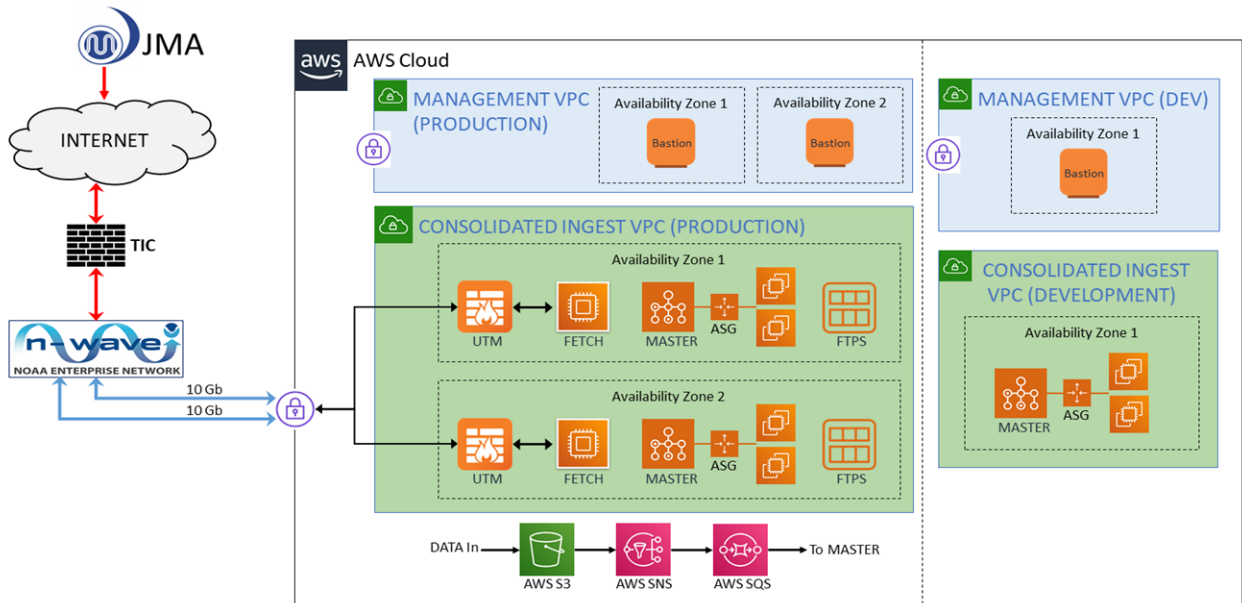 JMA
INTERNET
TIC
n-wave
NOAA ENTERPRISE NETWORK
10 Gb
10 Gb
aws
AWS Cloud
MANAGEMENT VPC
(PRODUCTION)
Availability Zone 1
Bastion
Availability Zone 2
Bastion
CONSOLIDATED INGEST VPC (PRODUCTION)
Availability Zone 1
UTM
FETCH
MASTER
ASG
FTPS
Availability Zone 2
UTM
FETCH
MASTER
ASG
FTPS
DATA In
AWS S3
AWS SNS
AWS SQS
To MASTER
MANAGEMENT VPC (DEV)
Availability Zone 1
Bastion
CONSOLIDATED INGEST
VPC (DEVELOPMENT)
Availability Zone 1
MASTER
ASG